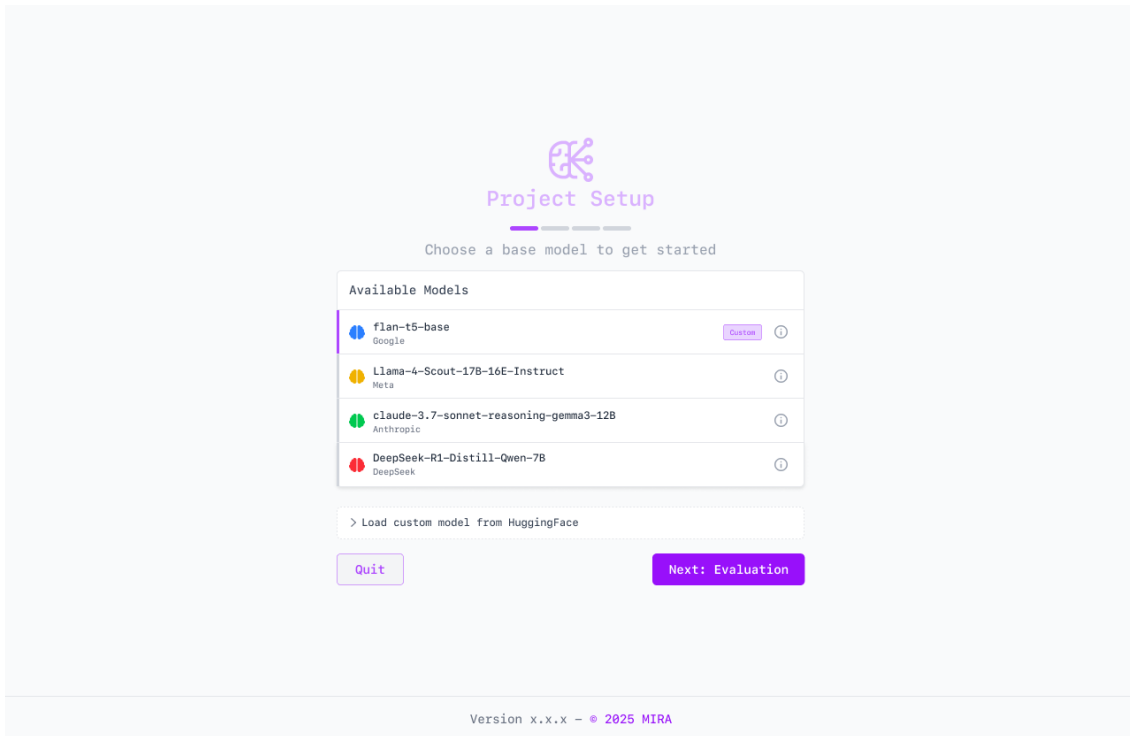 Project Setup
Choose a base model to get started
Available Models
flan-t5-base
Google
Custom
Llama-4-Scout-17B-16E-Instruct
Meta
claude-3.7-sonnet-reasoning-gemma3-12B
Anthropic
DeepSeek-R1-Distill-Qwen-7B
DeepSeek
Load custom model from HuggingFace
Quit
Next: Evaluation
Version x.x.x – © 2025 MIRA